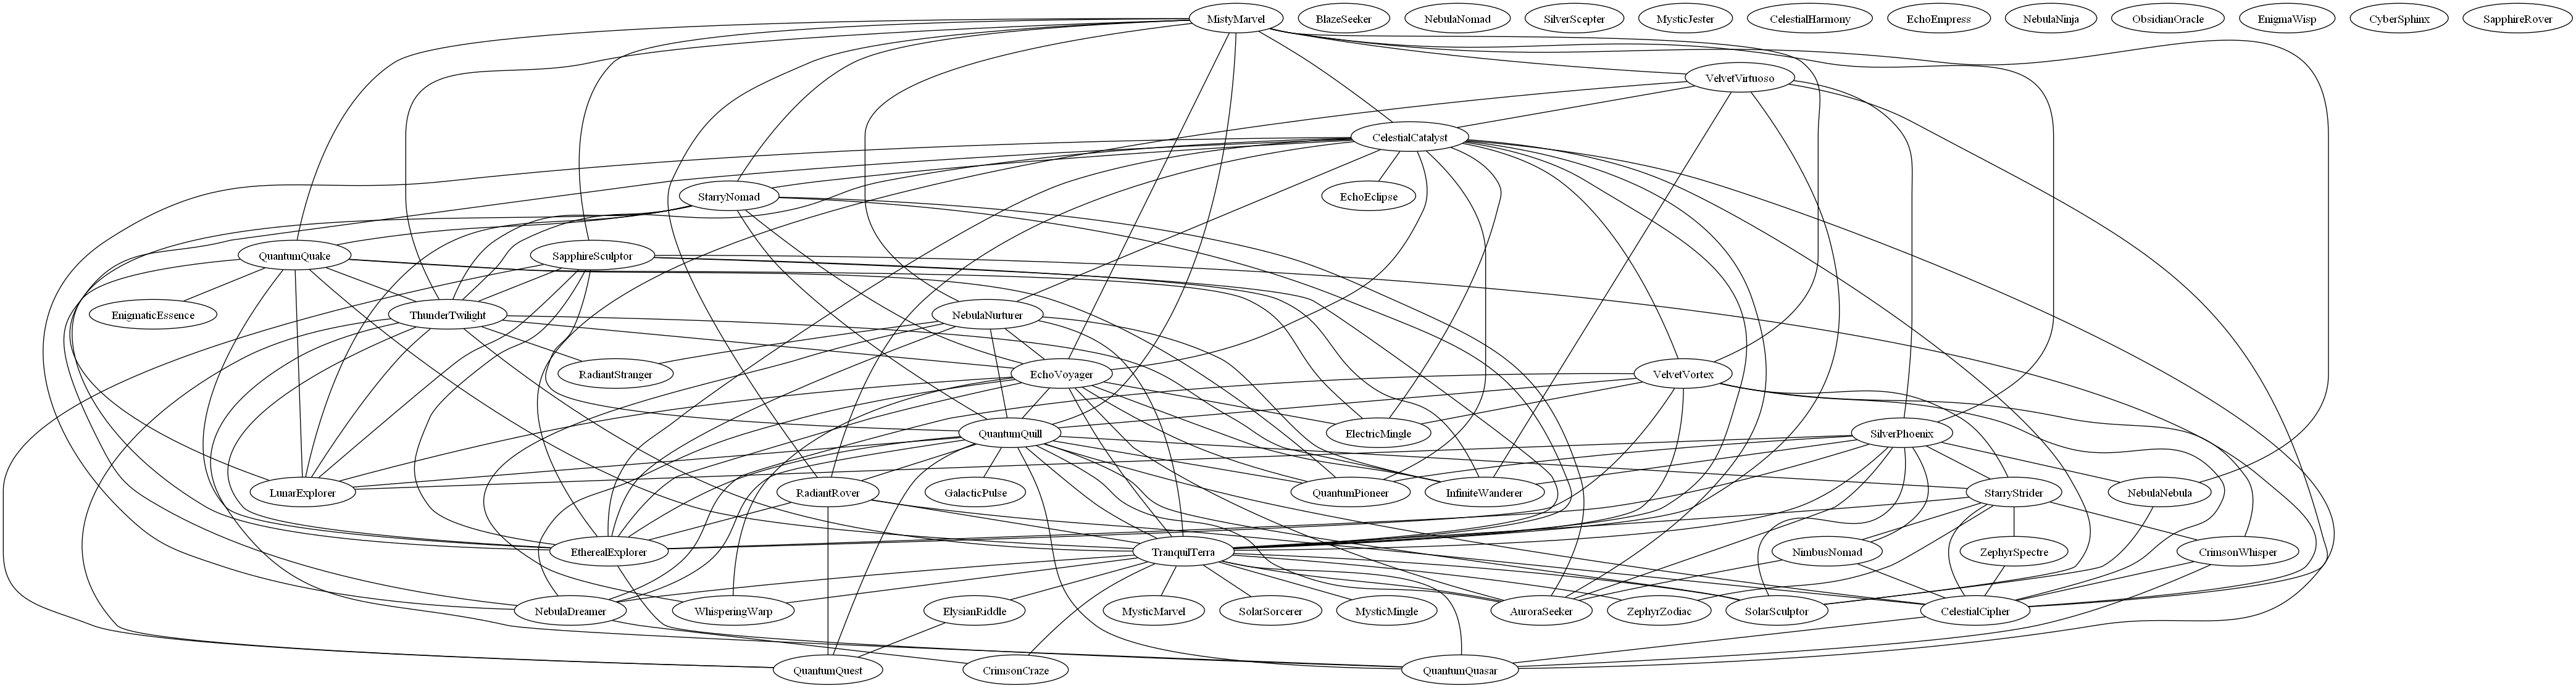 MistyMarvel
BlazeSeeker
NebulaNomad
SilverScepter
MysticJester
CelestialHarmony
EchoEmpress
NebulaNinja
ObsidianOracle
EnigmaWisp
CyberSphinx
SapphireRover
VelvetVirtuoso
CelestialCatalyst
StarryNomad
EchoEclipse
QuantumQuake
SapphireSculptor
EnigmaticEssence
ThunderTwilight
NebulaNurturer
RadiantStranger
EchoVoyager
VelvetVortex
QuantumQuill
ElectricMingle
SilverPhoenix
LunarExplorer
RadiantRover
GalacticPulse
QuantumPioneer
InfiniteWanderer
StarryStrider
NebulaNebula
EtherealExplorer
TranquilTerra
NimbusNomad
ZephyrSpectre
CrimsonWhisper
NebulaDreamer
WhisperingWarp
ElysianRiddle
MysticMarvel
SolarSorcerer
MysticMingle
AuroraSeeker
ZephyrZodiac
SolarSculptor
CelestialCipher
QuantumQuest
CrimsonCraze
QuantumQuasar